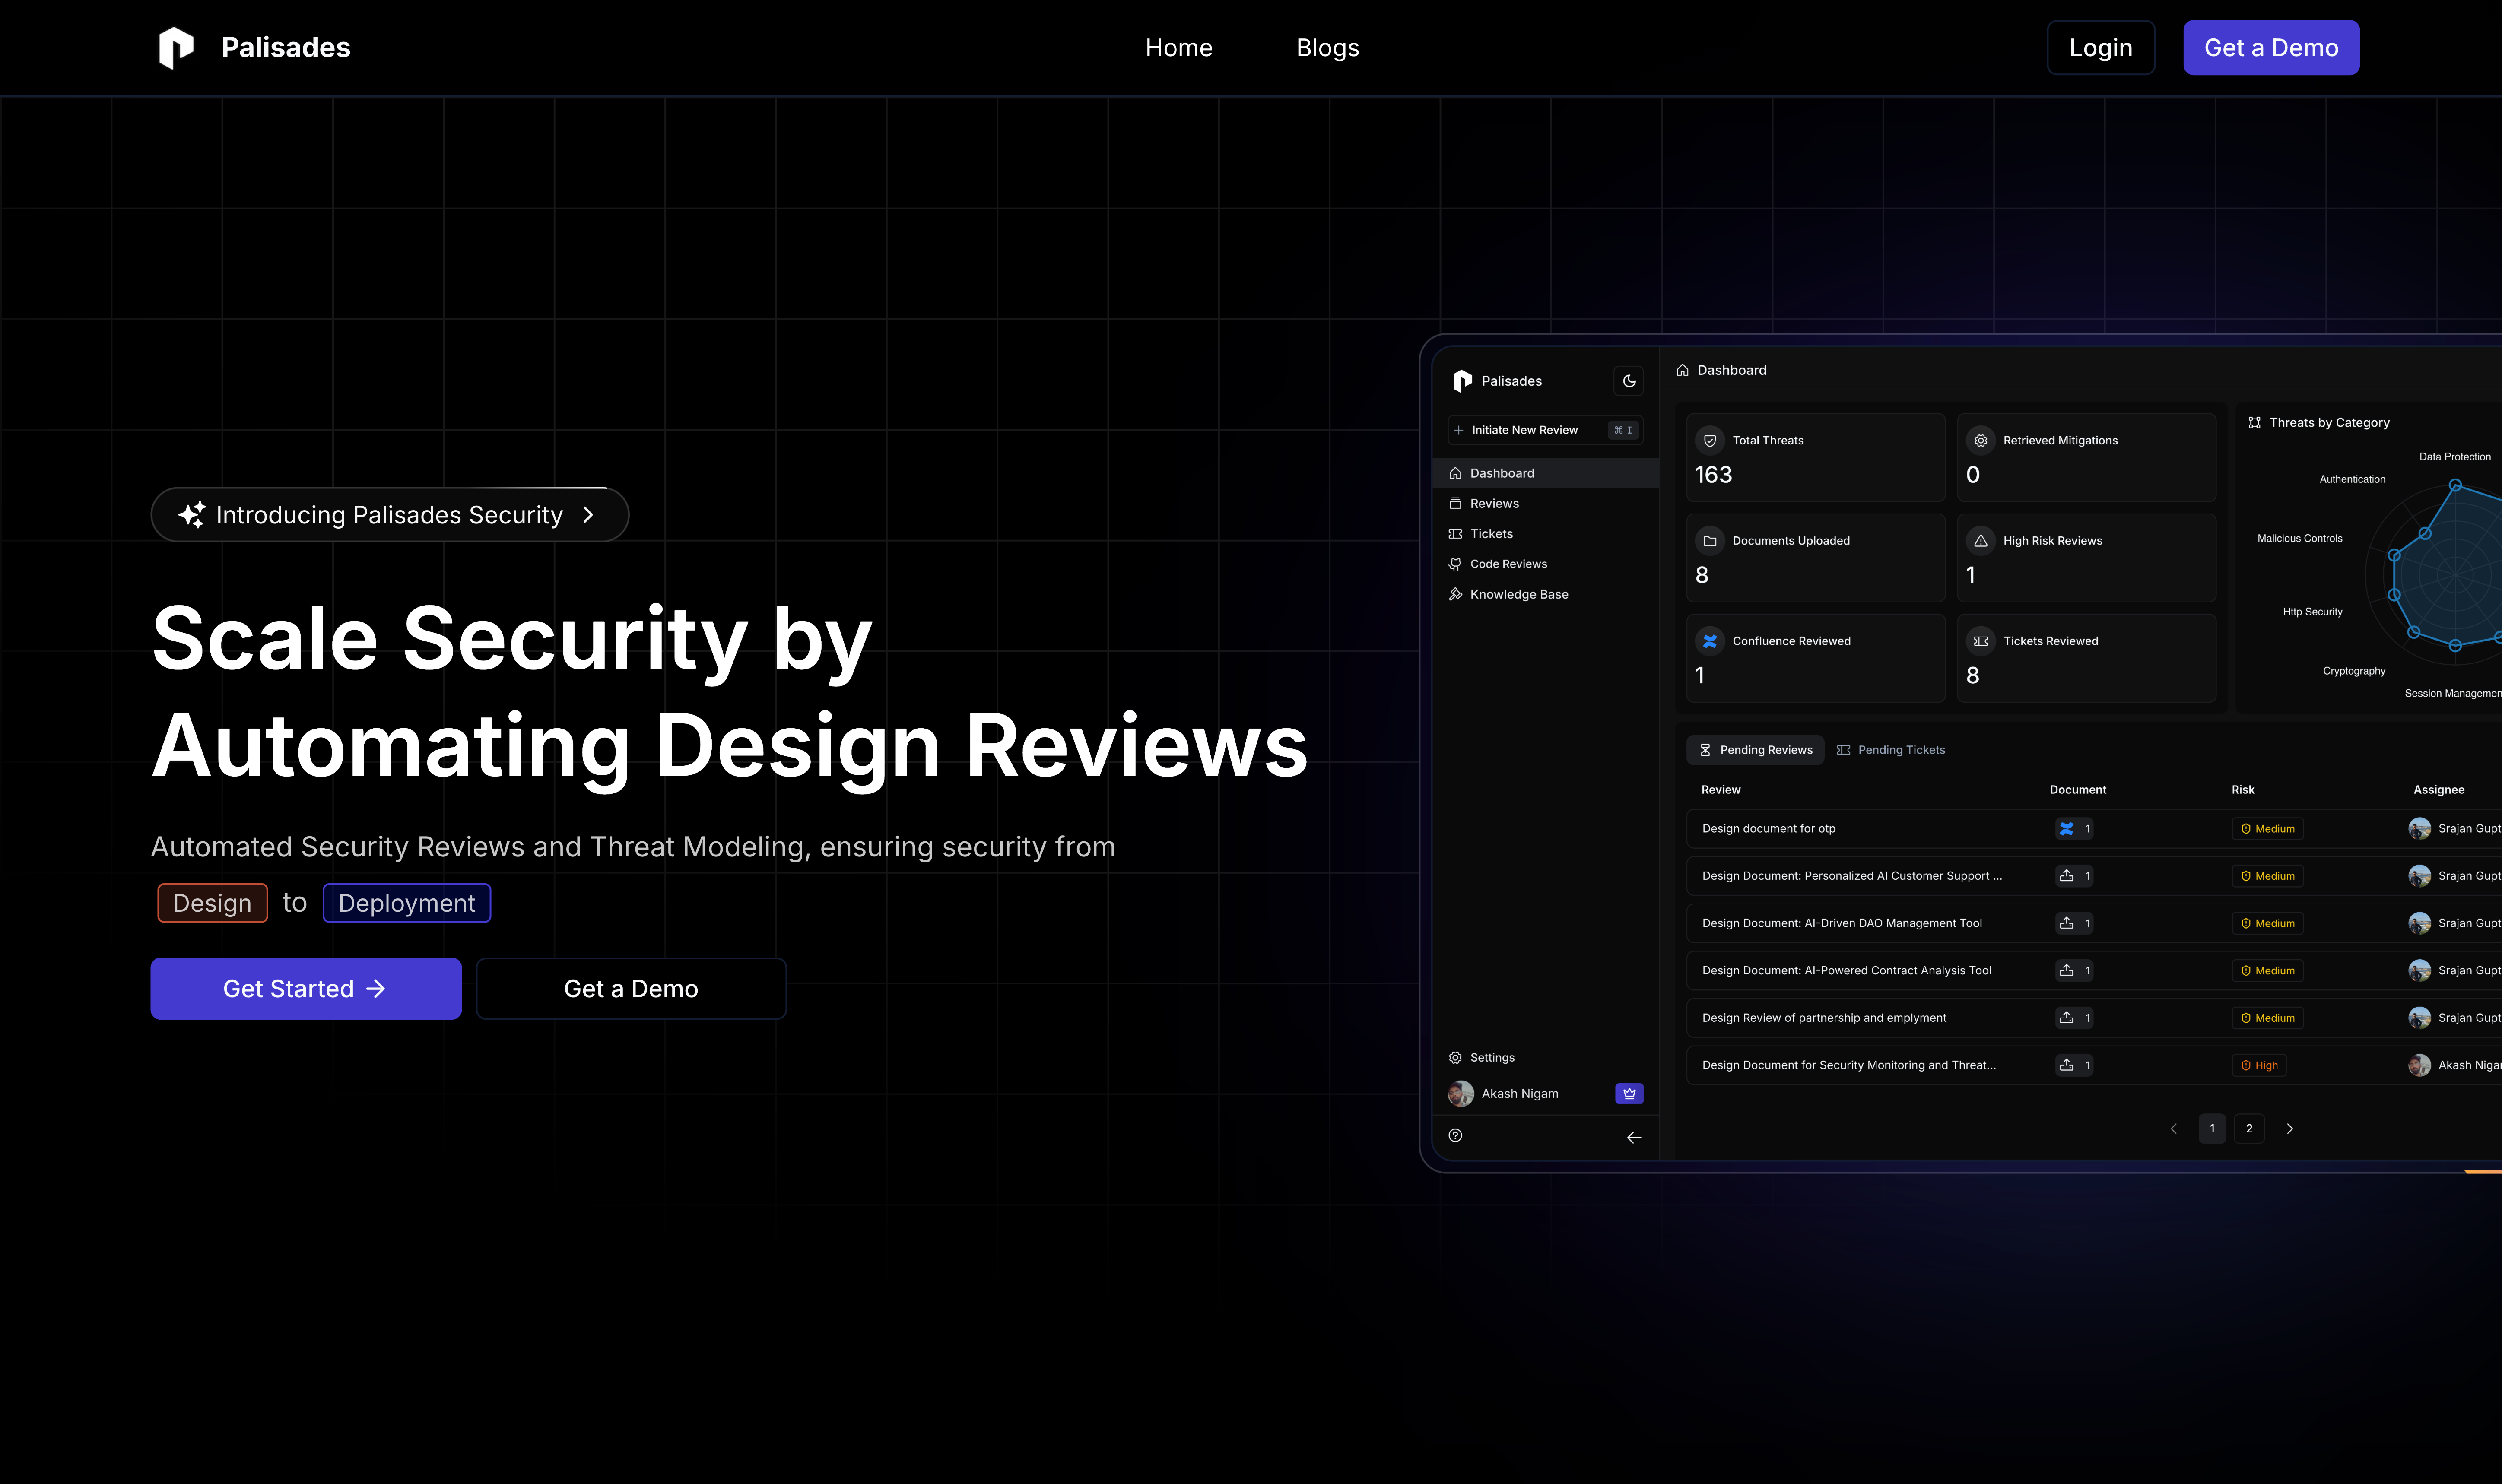 Palisades
Home
Blogs
Login
Get a Demo
Introducing Palisades Security
Scale Security by
Automating Design Reviews
Automated Security Reviews and Threat Modeling, ensuring security from
Design to Deployment
Get Started
Get a Demo
Palisades
Initiate New Review ⌘ I
Dashboard
Reviews
Tickets
Code Reviews
Knowledge Base
Settings
Akash Nigam
Dashboard
Total Threats
163
Retrieved Mitigations
0
Documents Uploaded
8
High Risk Reviews
1
Confluence Reviewed
1
Tickets Reviewed
8
Threats by Category
Data Protection
Authentication
Malicious Controls
Http Security
Cryptography
Session Managemen
Pending Reviews
Pending Tickets
Review Document Risk Assignee
Design document for otp 1 Medium Srajan Gupt
Design Document: Personalized AI Customer Support ... 1 Medium Srajan Gupt
Design Document: AI-Driven DAO Management Tool 1 Medium Srajan Gupt
Design Document: AI-Powered Contract Analysis Tool 1 Medium Srajan Gupt
Design Review of partnership and emplyment 1 Medium Srajan Gupt
Design Document for Security Monitoring and Threat... 1 High Akash Nigar
1 2